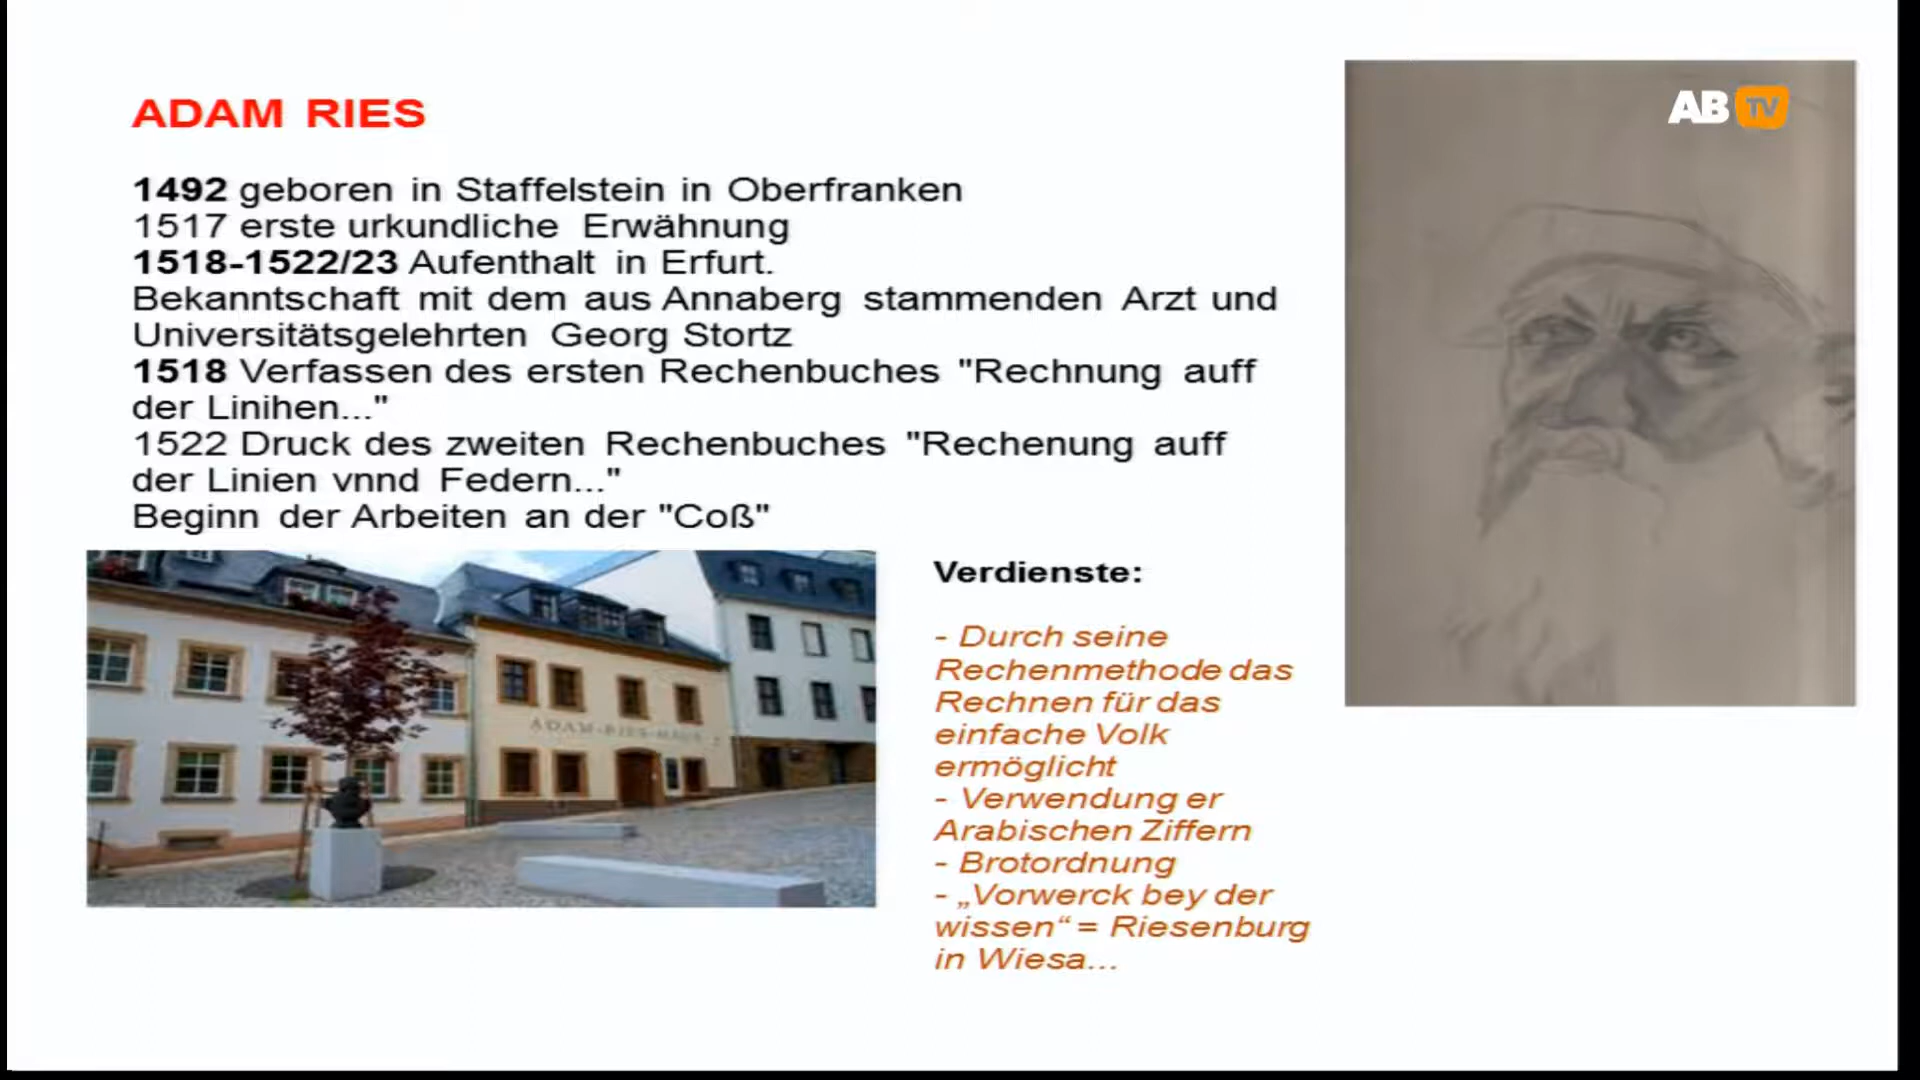 AB TV
ADAM RIES
1492 geboren in Staffelstein in Oberfranken
1517 erste urkundliche Erwähnung
1518-1522/23 Aufenthalt in Erfurt.
Bekanntschaft mit dem aus Annaberg stammenden Arzt und
Universitätsgelehrten Georg Stortz
1518 Verfassen des ersten Rechenbuches "Rechnung auff
der Linihen..."
1522 Druck des zweiten Rechenbuches "Rechenung auff
der Linien vnnd Federn..."
Beginn der Arbeiten an der "Coß"
ADAM-RIES-HAUS
Verdienste:
- Durch seine
Rechenmethode das
Rechnen für das
einfache Volk
ermöglicht
- Verwendung er
Arabischen Ziffern
- Brotordnung
- „Vorwerck bey der
wissen“ = Riesenburg
in Wiesa...